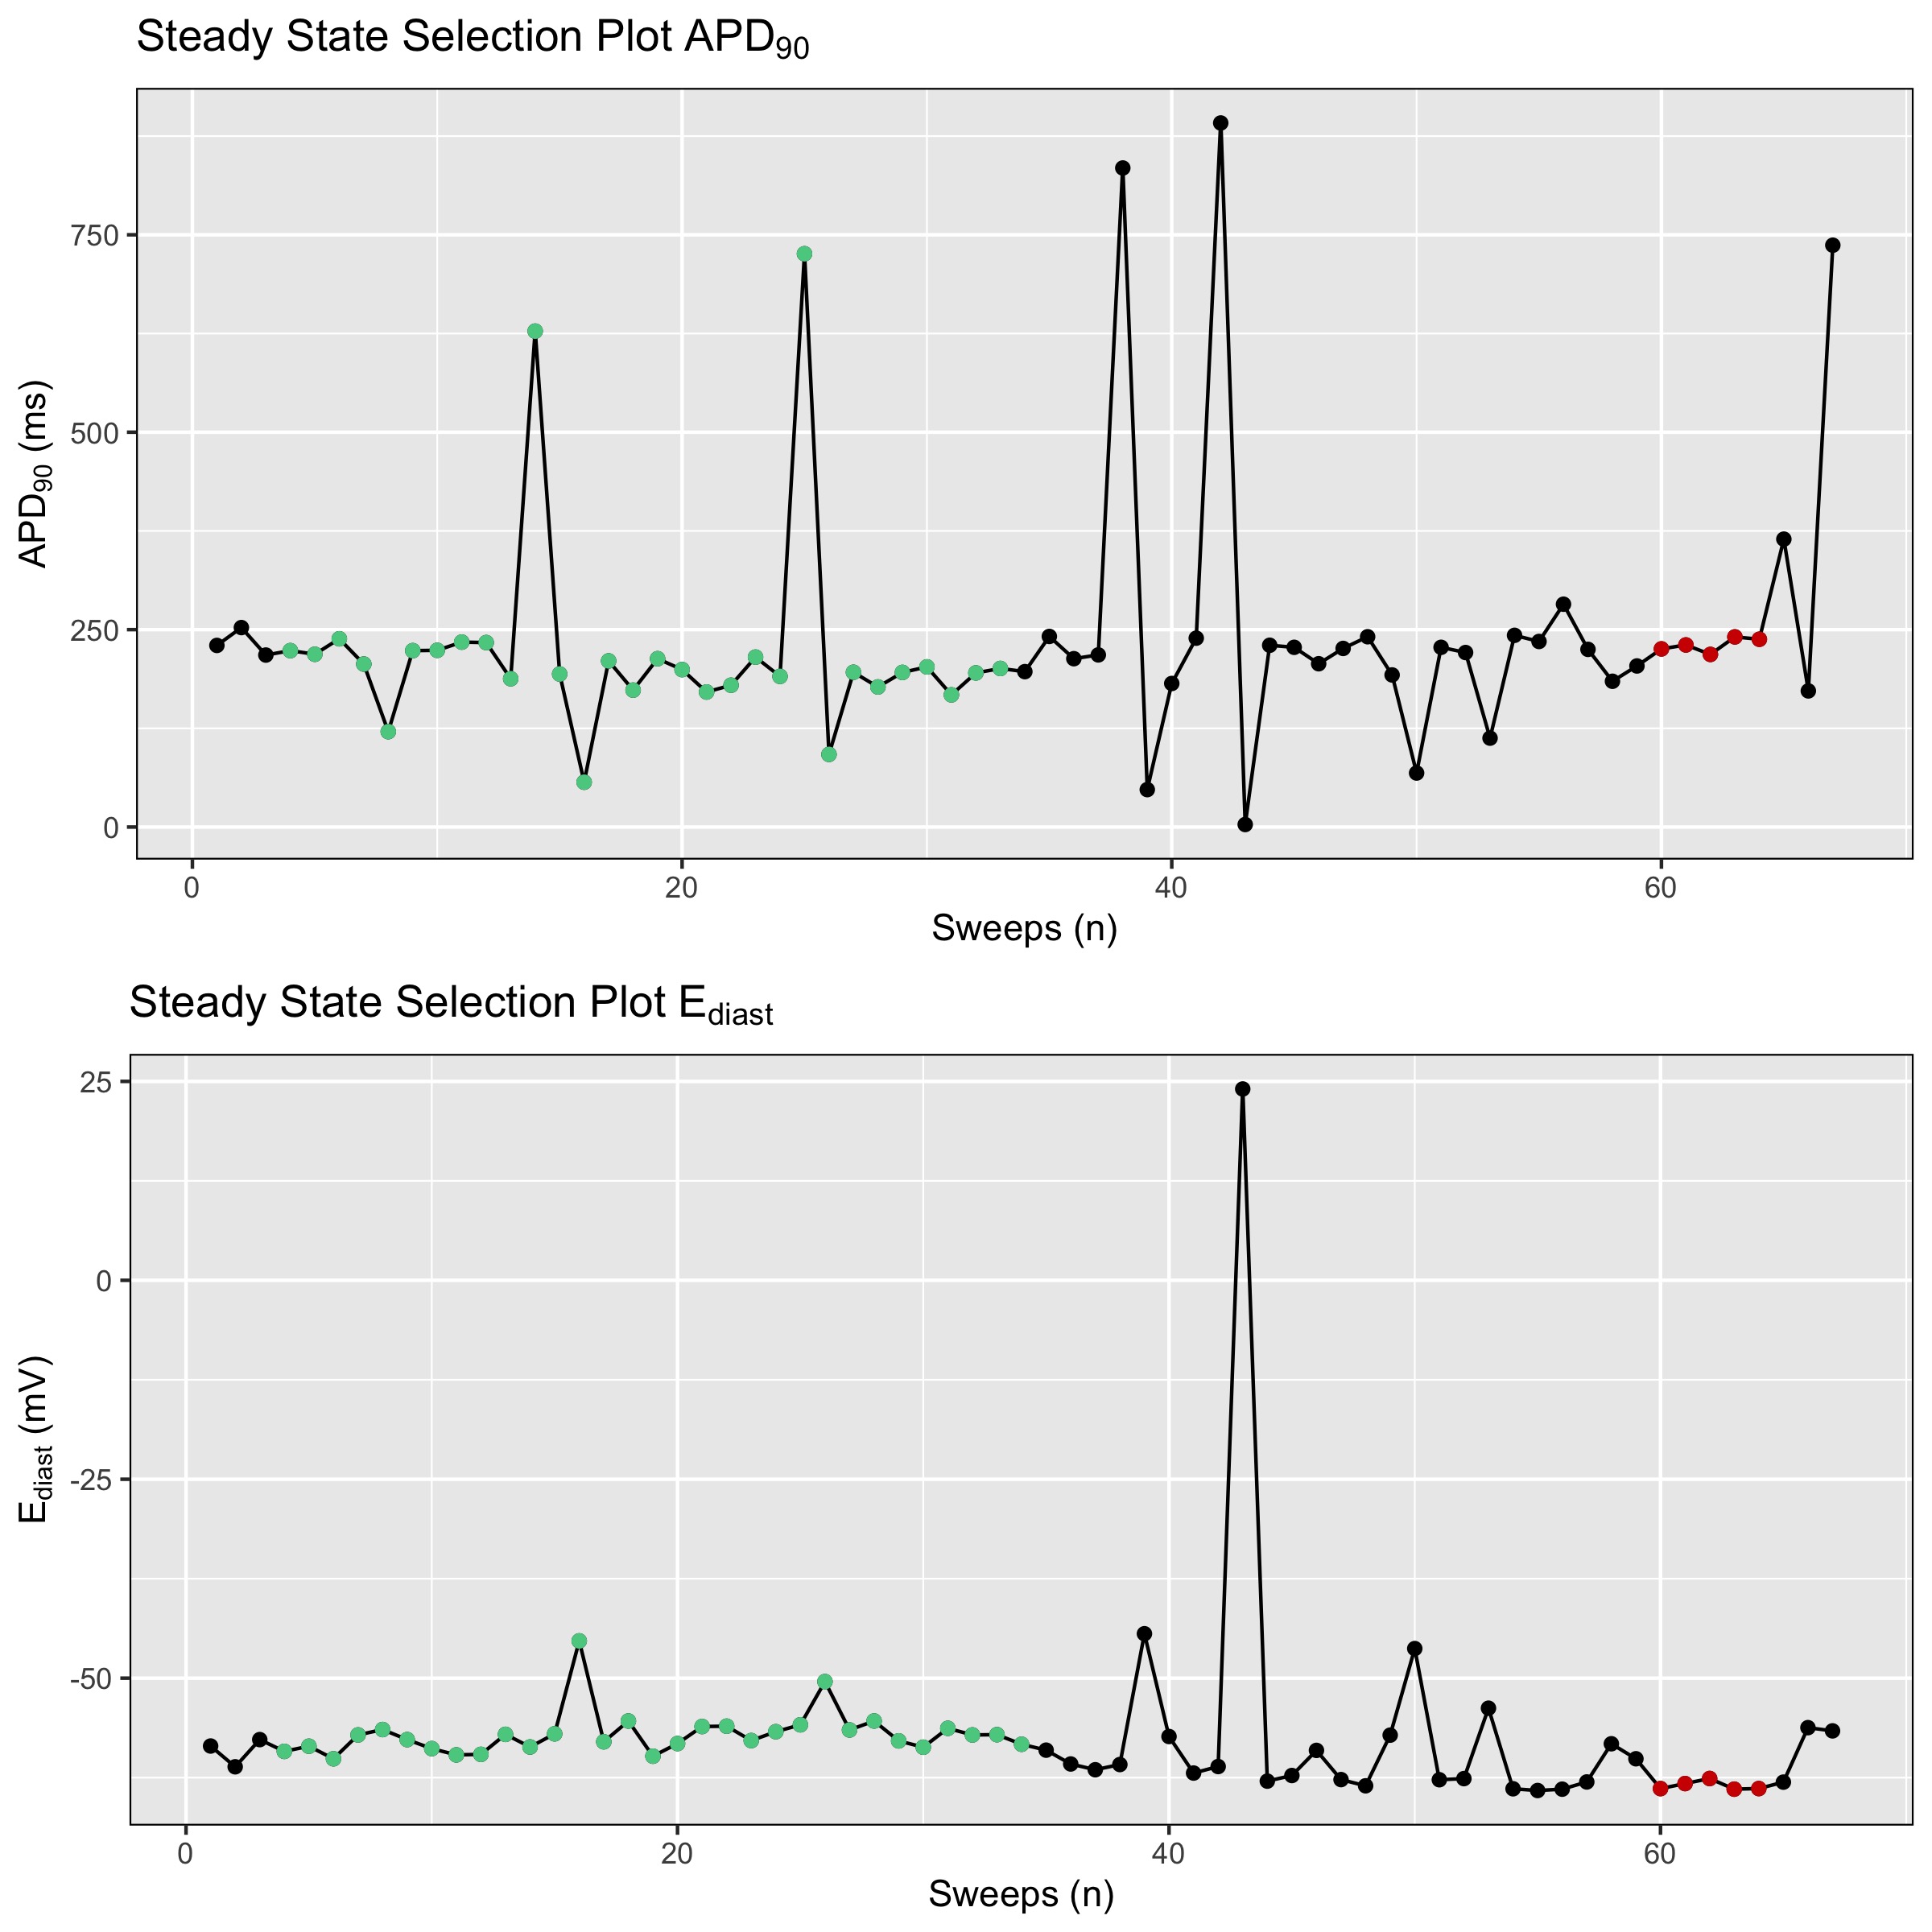 Steady State Selection Plot APD90
750
500
250
0
APD90 (ms)
0 20 40 60
Sweeps (n)
Steady State Selection Plot Ediast
25
0
-25
-50
Ediast (mV)
0 20 40 60
Sweeps (n)